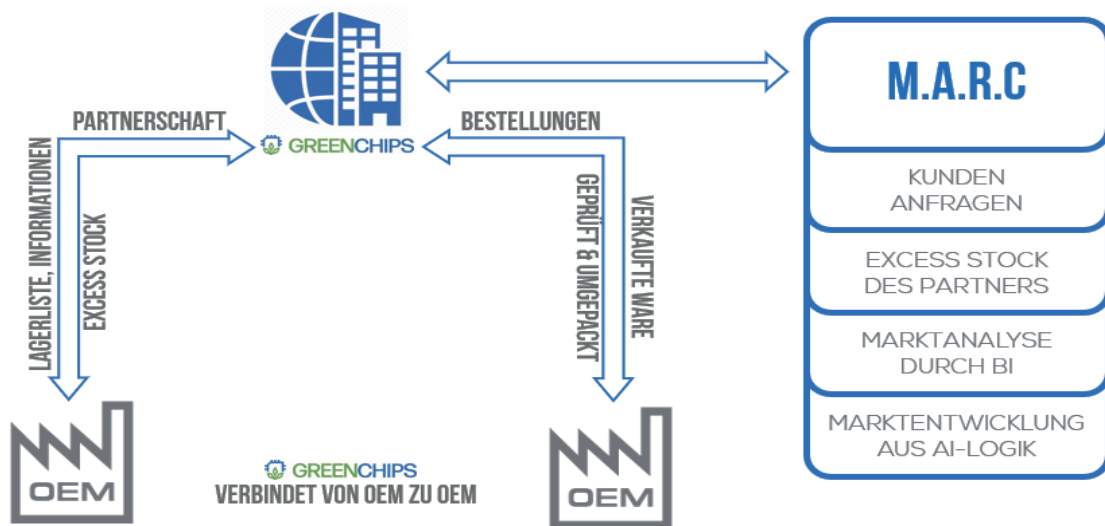 PARTNERSCHAFT
LAGERLISTE, INFORMATIONEN
EXCESS STOCK
OEM
GREENCHIPS
BESTELLUNGEN
GEPRÜFT & UMGEPACKT
VERKAUFTE WARE
OEM
GREENCHIPS
VERBINDET VON OEM ZU OEM
M.A.R.C
KUNDEN
ANFRAGEN
EXCESS STOCK
DES PARTNERS
MARKTANALYSE
DURCH BI
MARKTENTWICKLUNG
AUS AI-LOGIK